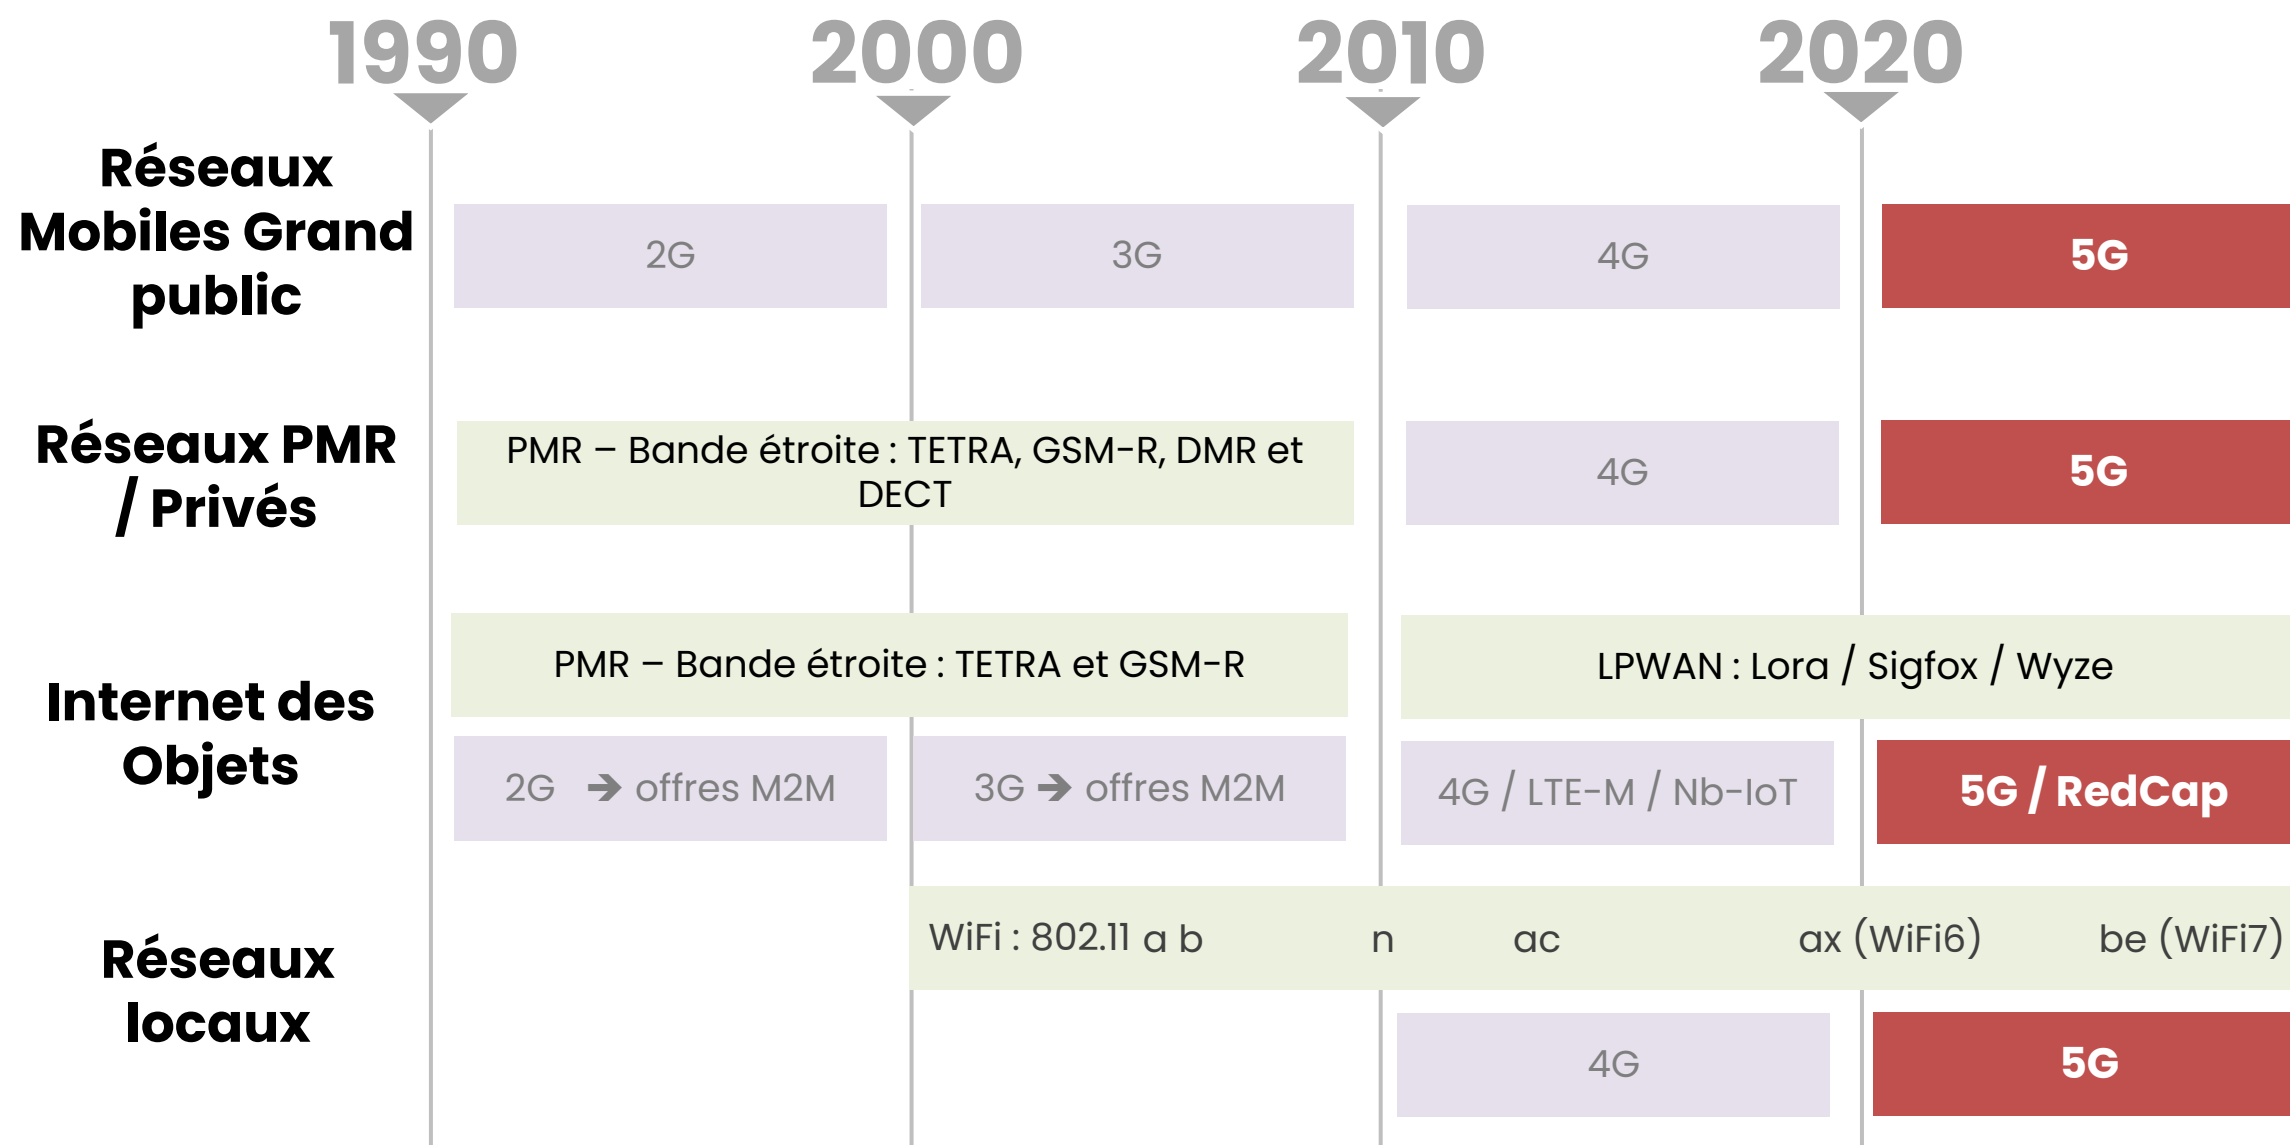 1990
2000
2010
2020
Réseaux
Mobiles Grand
public
2G
3G
4G
5G
Réseaux PMR
/ Privés
PMR – Bande étroite : TETRA, GSM-R, DMR et
DECT
4G
5G
Internet des
Objets
PMR – Bande étroite : TETRA et GSM-R
LPWAN : Lora / Sigfox / Wyze
2G ➔ offres M2M
3G ➔ offres M2M
4G / LTE-M / Nb-IoT
5G / RedCap
Réseaux
locaux
WiFi : 802.11 a b n ac ax (WiFi6) be (WiFi7)
4G
5G